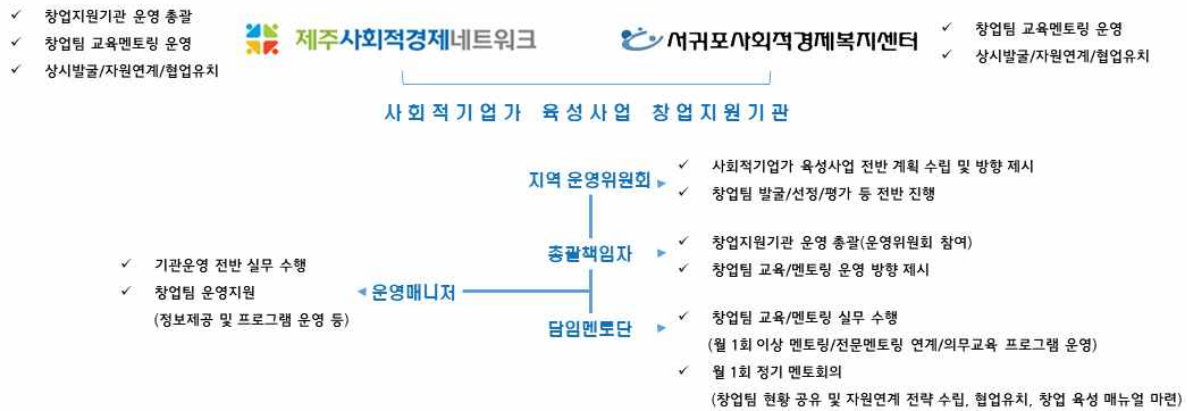 ✓ 창업지원기관 운영 총괄
✓ 창업팀 교육멘토링 운영
✓ 상시발굴/자원연계/협업유치
제주사회적경제네트워크
서귀포사회적경제복지센터
✓ 창업팀 교육멘토링 운영
✓ 상시발굴/자원연계/협업유치
사회적기업가 육성사업 창업지원기관
지역 운영위원회
✓ 사회적기업가 육성사업 전반 계획 수립 및 방향 제시
✓ 창업팀 발굴/선정/평가 등 전반 진행
총괄책임자
✓ 창업지원기관 운영 총괄(운영위원회 참여)
✓ 창업팀 교육/멘토링 운영 방향 제시
✓ 기관운영 전반 실무 수행
✓ 창업팀 운영지원
(정보제공 및 프로그램 운영 등)
운영매니저
담임멘토단
✓ 창업팀 교육/멘토링 실무 수행
(월 1회 이상 멘토링/전문멘토링 연계/의무교육 프로그램 운영)
✓ 월 1회 정기 멘토회의
(창업팀 현황 공유 및 자원연계 전략 수립, 협업유치, 창업 육성 매뉴얼 마련)